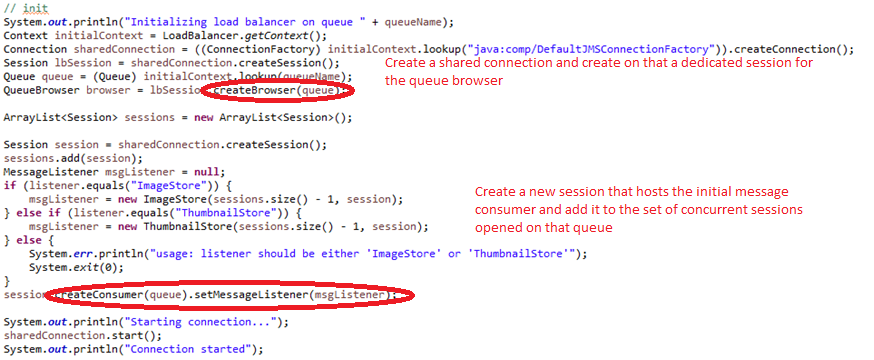 // init
System.out.println("Initializing load balancer on queue " + queueName);
Context initialContext = LoadBalancer.getContext();
Connection sharedConnection = ((ConnectionFactory) initialContext.lookup("java:comp/DefaultJMSConnectionFactory")).createConnection();
Session lbSession = sharedConnection.createSession();
Queue queue = (Queue) initialContext.lookup(queueName);
QueueBrowser browser = lbSession.createBrowser(queue);
Create a shared connection and create on that a dedicated session for
the queue browser
ArrayList<Session> sessions = new ArrayList<Session>();
Session session = sharedConnection.createSession();
sessions.add(session);
MessageListener msgListener = null;
if (listener.equals("ImageStore")) {
msgListener = new ImageStore(sessions.size() - 1, session);
} else if (listener.equals("ThumbnailStore")) {
msgListener = new ThumbnailStore(sessions.size() - 1, session);
} else {
System.err.println("usage: listener should be either 'ImageStore' or 'ThumbnailStore'");
System.exit(0);
}
Create a new session that hosts the initial message
consumer and add it to the set of concurrent sessions
opened on that queue
session.createConsumer(queue).setMessageListener(msgListener);
System.out.println("Starting connection...");
sharedConnection.start();
System.out.println("Connection started");